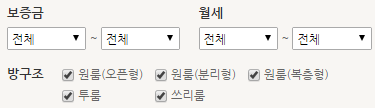 보증금 월세
전체 ~ 전체 전체 ~ 전체
방구조 원룸(오픈형) 원룸(분리형) 원룸(복층형)
투룸 쓰리룸